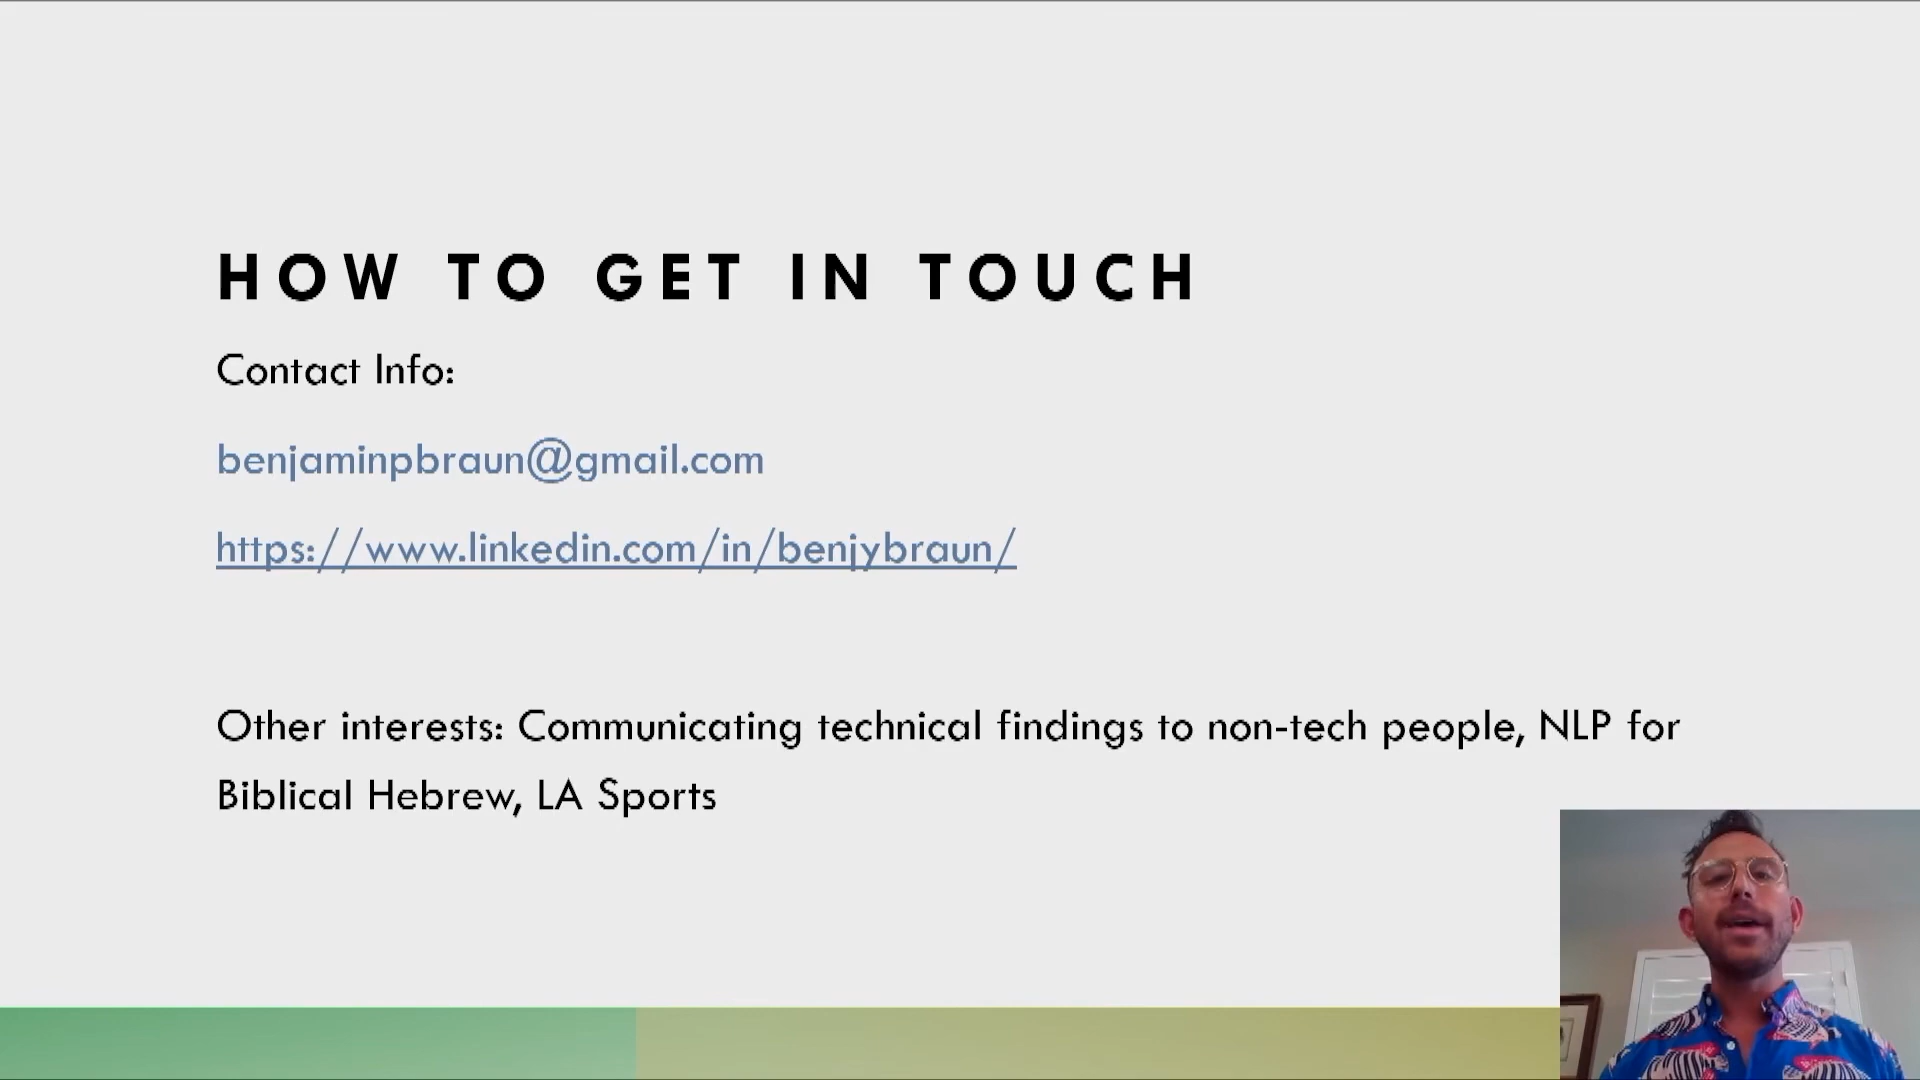 HOW TO GET IN TOUCH
Contact Info:
benjaminpbraun@gmail.com
https://www.linkedin.com/in/benjybraun/
Other interests: Communicating technical findings to non-tech people, NLP for
Biblical Hebrew, LA Sports